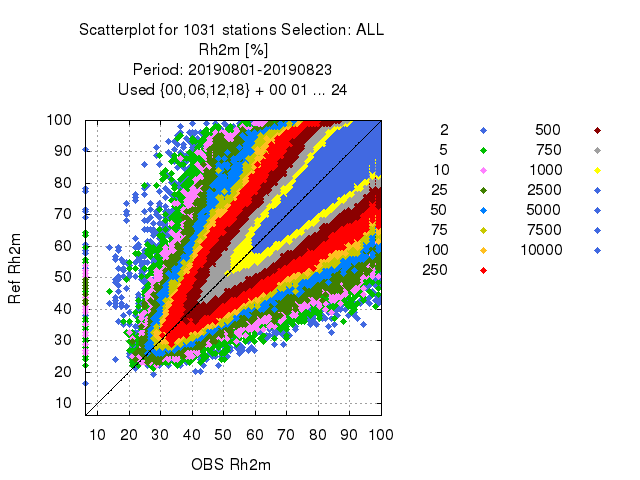 Scatterplot for 1031 stations Selection: ALL
Rh2m [%]
Period: 20190801-20190823
Used {00,06,12,18} + 00 01 ... 24
100
90
80
70
60
50
40
30
20
10
Ref Rh2m
10 20 30 40 50 60 70 80 90 100
OBS Rh2m
2 500
5 750
10 1000
25 2500
50 5000
75 7500
100 10000
250